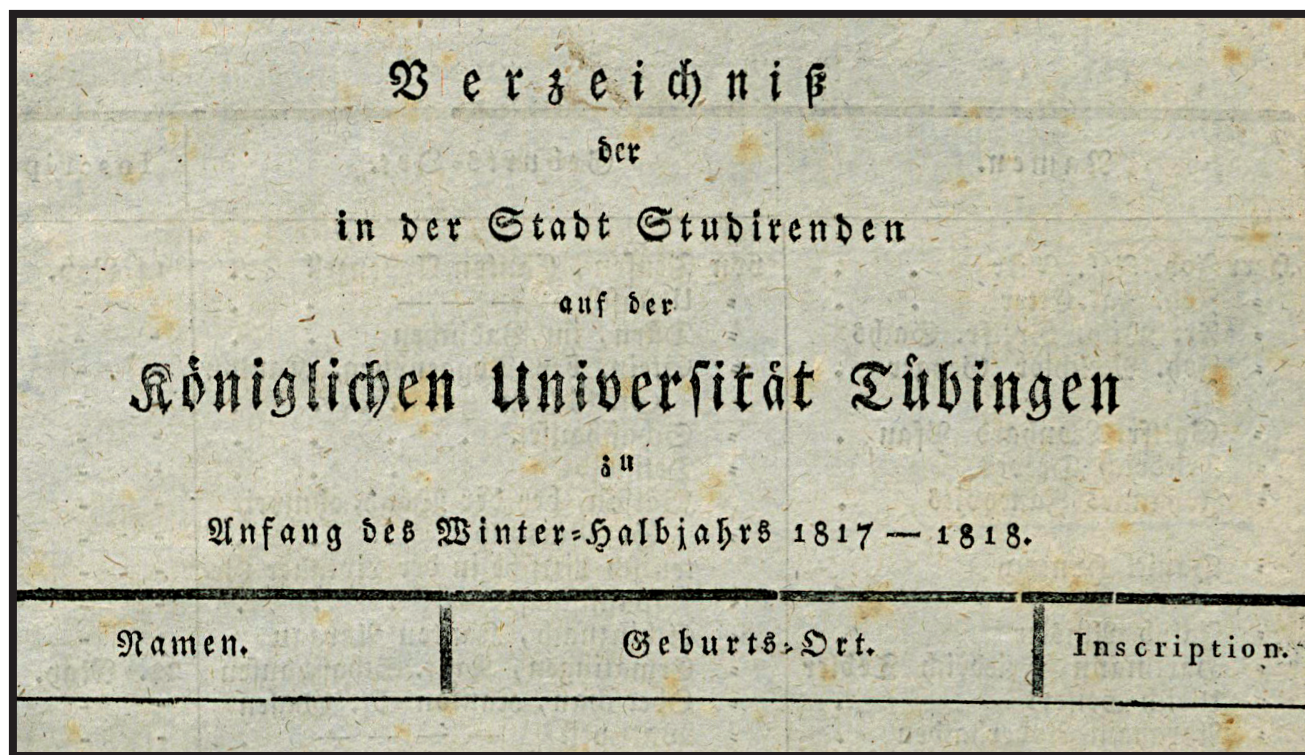 Verzeichniß
der
in der Stadt Studirenden
auf der
Königlichen Universität Tübingen
zu
Anfang des Winter-Halbjahrs 1817 — 1818.
Namen. Geburts-Ort. Inscription.